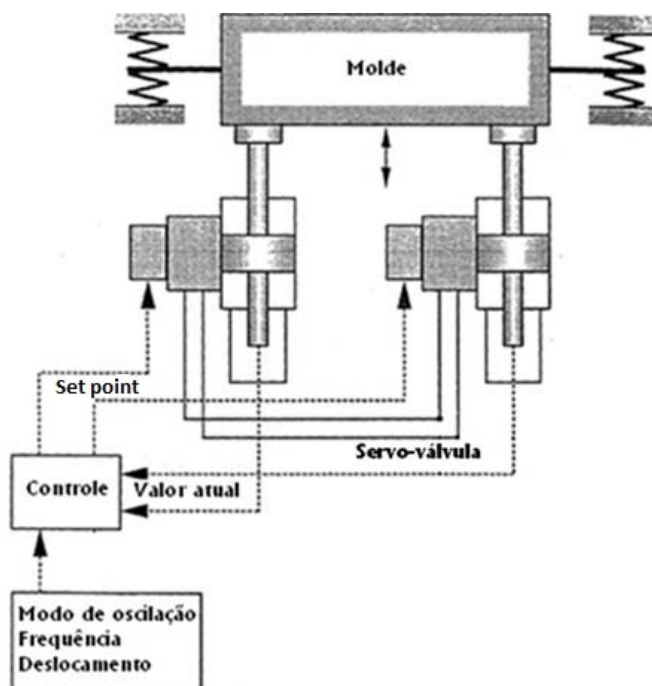 Molde
Set point
Servo-válvula
Controle
Valor atual
Modo de oscilação
Frequência
Deslocamento